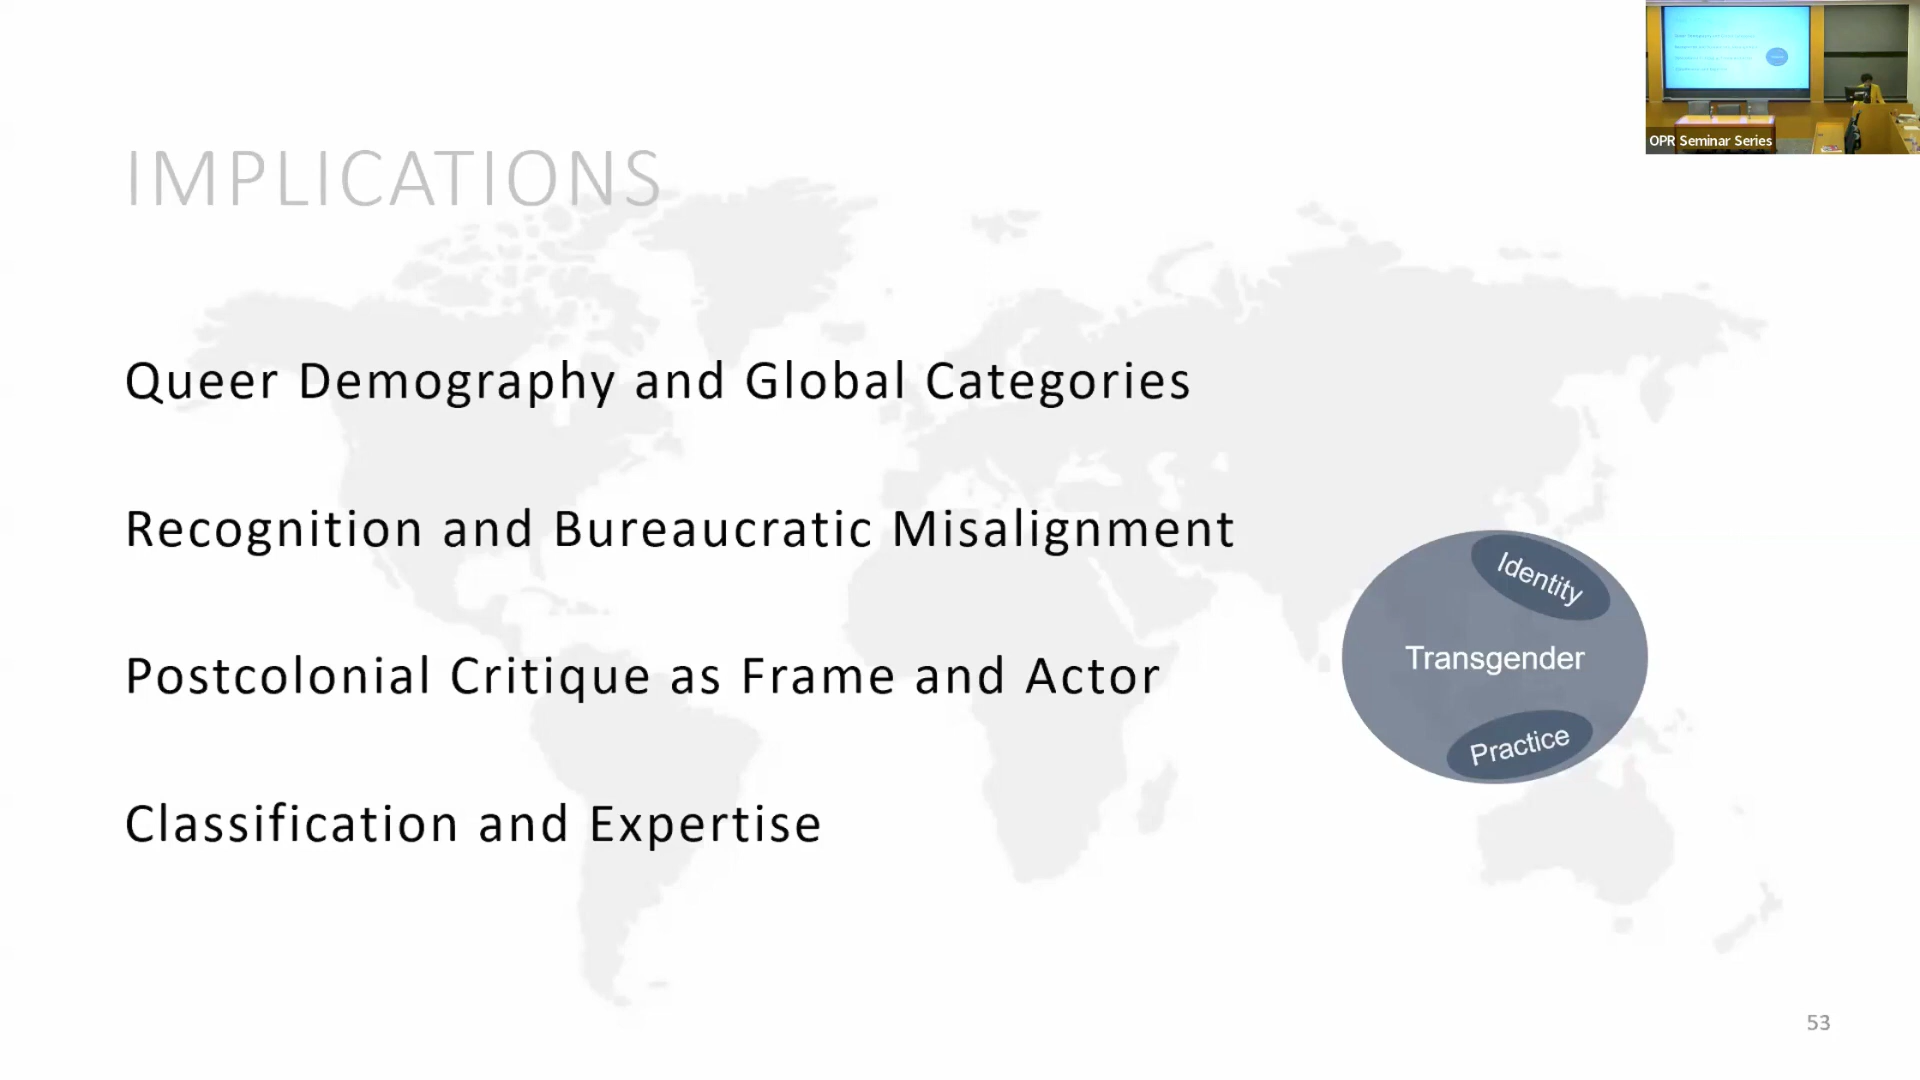 OPR Seminar Series
IMPLICATIONS
Queer Demography and Global Categories
Recognition and Bureaucratic Misalignment
Postcolonial Critique as Frame and Actor
Classification and Expertise
Identity
Transgender
Practice
53